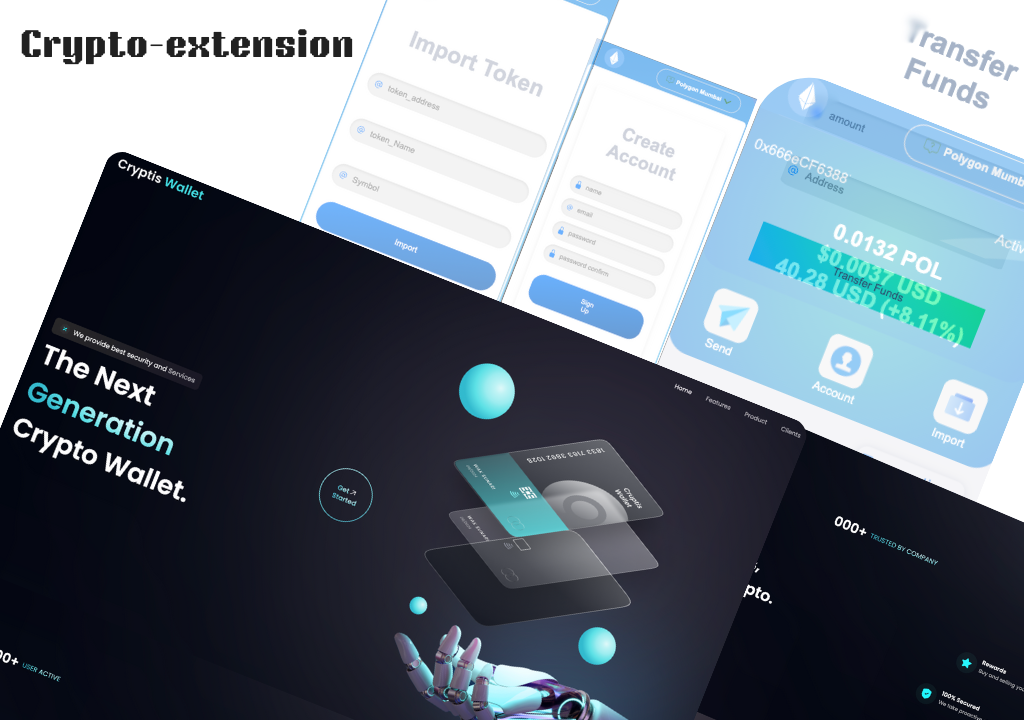 Crypto-extension
Import Token
token_address
token_Name
Symbol
Import
Polygon Mumbai
Create
Account
name
email
password
password confirm
Sign
Up
Transfer
Funds
amount
Polygon Mumb
0x666eCF6388
Address
Activ
0.0132 POL
$0.0037 USD
Transfer Funds
40.28 USD (+8.11%)
Send
Account
Import
Cryptis Wallet
We provide best security and Services
The Next
Generation
Crypto Wallet.
Home
Features
Product
Clients
Get
Started
1832 7163 3892 1028
Cryptis
Wallet
00+ USER ACTIVE
000+ TRUSTED BY COMPANY
pto.
Rewards
Buy and selling you
100% Secured
We take proactive